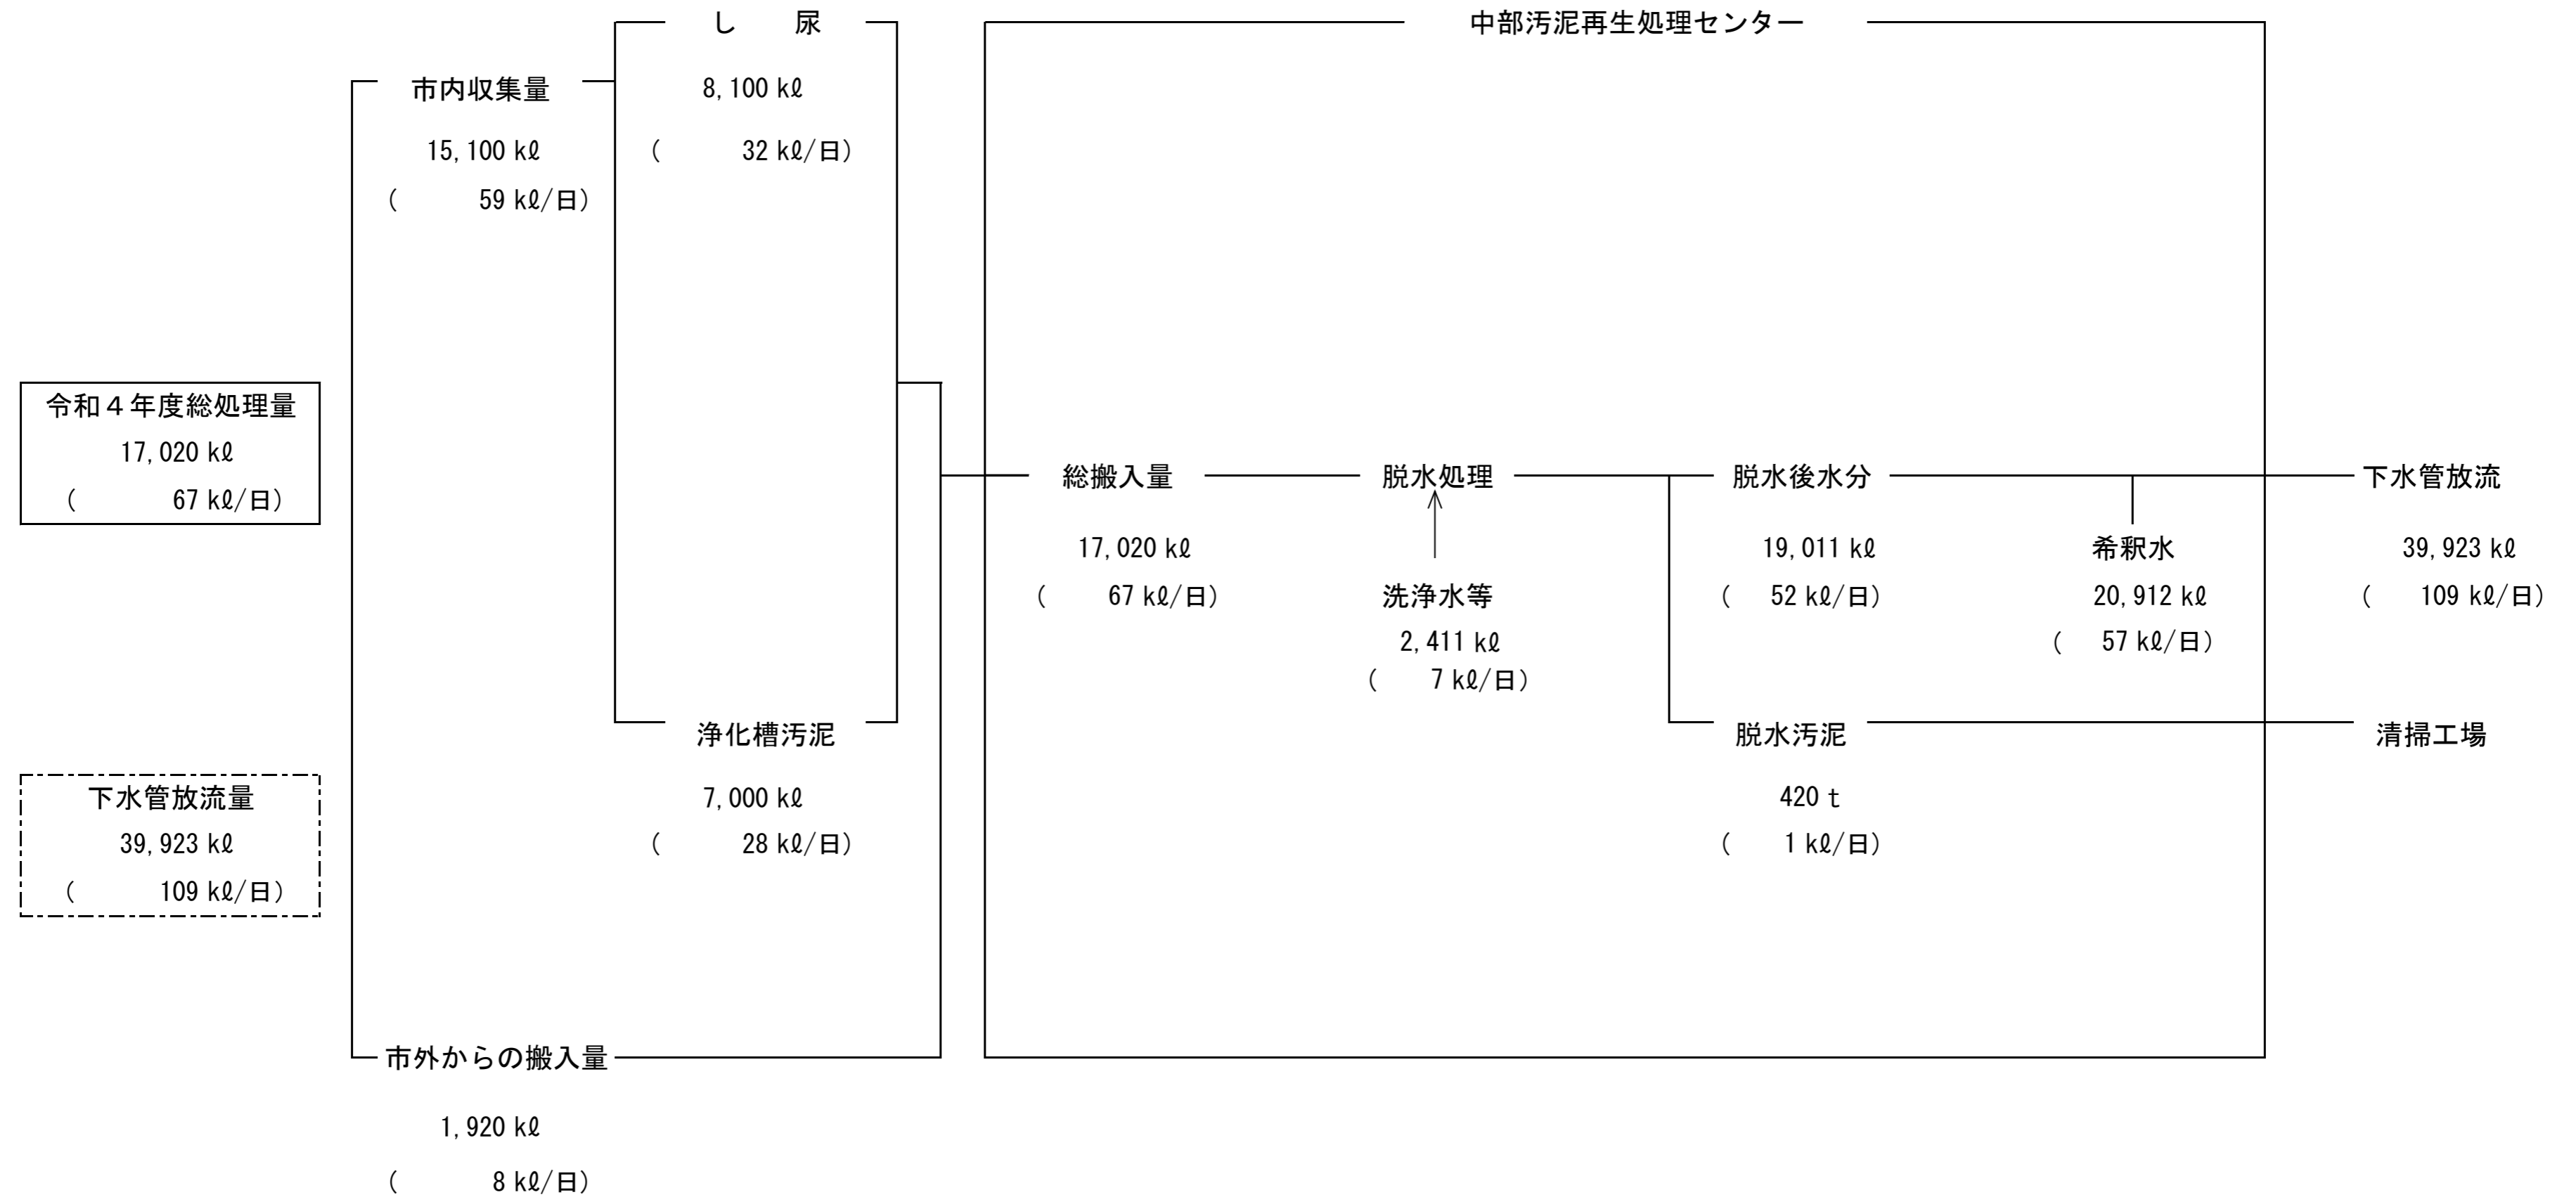 し　　尿
中部汚泥再生処理センター
市内収集量
8,100 kℓ
15,100 kℓ
(　　32 kℓ/日)
(　　59 kℓ/日)
令和４年度総処理量
17,020 kℓ
(　　67 kℓ/日)
総搬入量
脱水処理
脱水後水分
下水管放流
17,020 kℓ
(　　67 kℓ/日)
洗浄水等
2,411 kℓ
(　　7 kℓ/日)
19,011 kℓ
(　　52 kℓ/日)
希釈水
20,912 kℓ
(　　57 kℓ/日)
39,923 kℓ
(　　109 kℓ/日)
浄化槽汚泥
7,000 kℓ
(　　28 kℓ/日)
脱水汚泥
420 t
(　　1 kℓ/日)
清掃工場
下水管放流量
39,923 kℓ
(　　109 kℓ/日)
市外からの搬入量
1,920 kℓ
(　　8 kℓ/日)